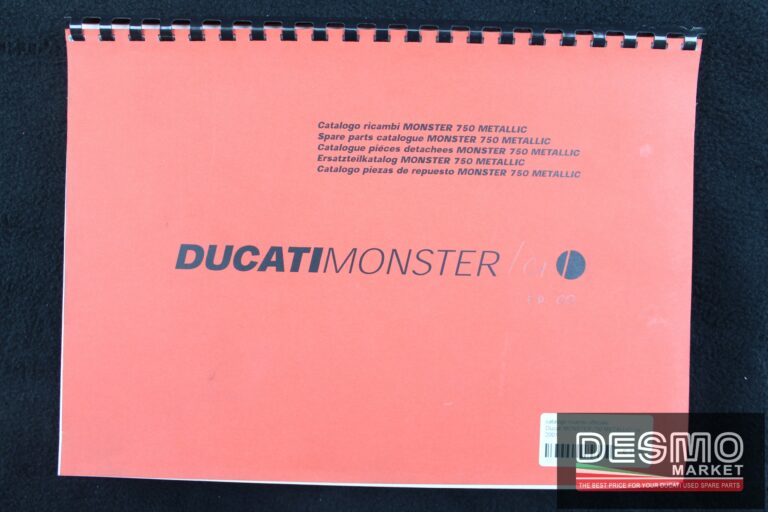 Catalogo ricambi MONSTER 750 METALLIC
Spare parts catalogue MONSTER 750 METALLIC
Catalogue pièces detachees MONSTER 750 METALLIC
Ersatzteilkatalog MONSTER 750 METALLIC
Catalogo piezas de repuesto MONSTER 750 METALLIC
DUCATIMONSTER
DESMO
MARKET
THE BEST PRICE FOR YOUR DUCATI USED SPARE PARTS